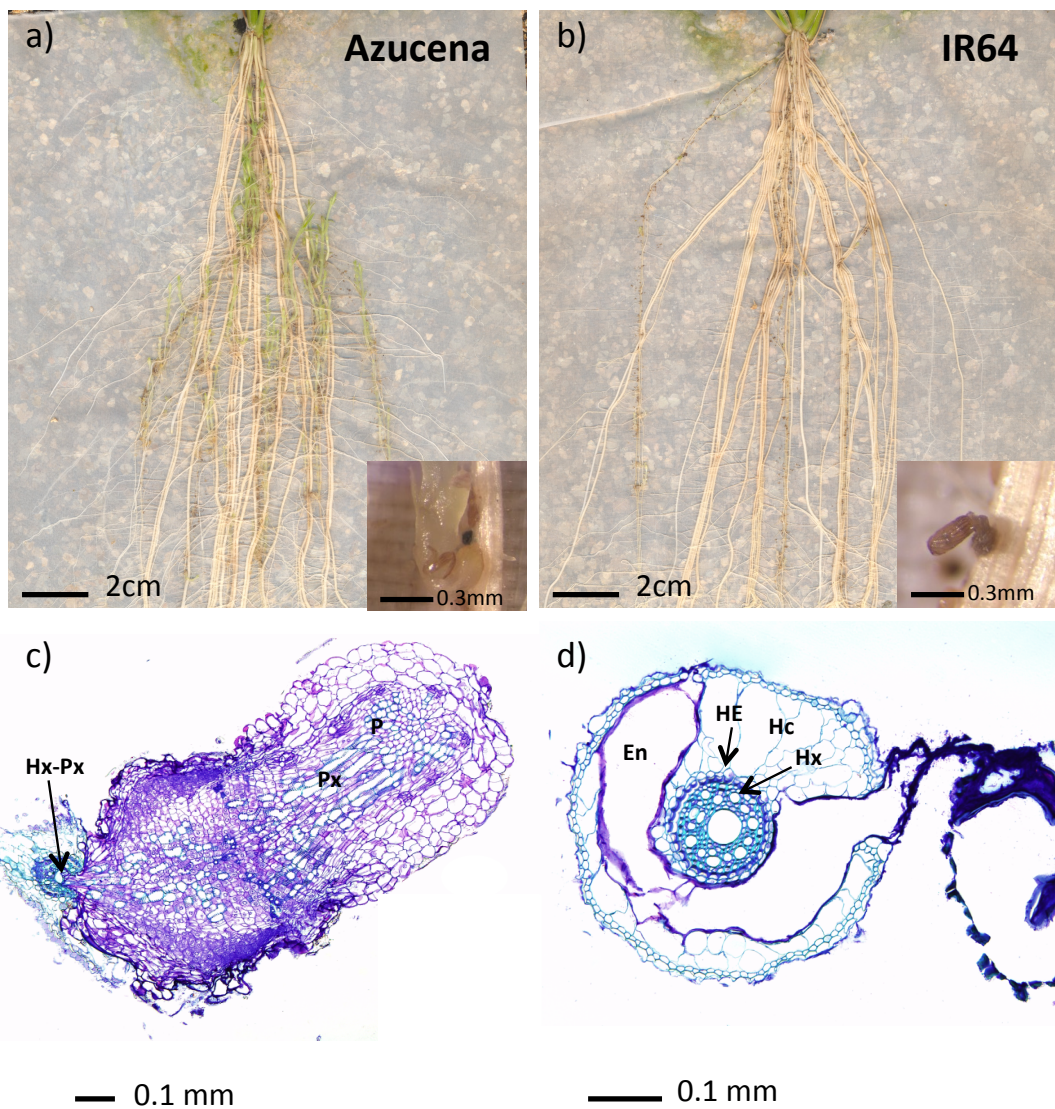 a)
Azucena
2cm
0.3mm
b)
IR64
2cm
0.3mm
c)
P
Px
Hx-Px
0.1 mm
d)
HE
Hc
En
Hx
0.1 mm